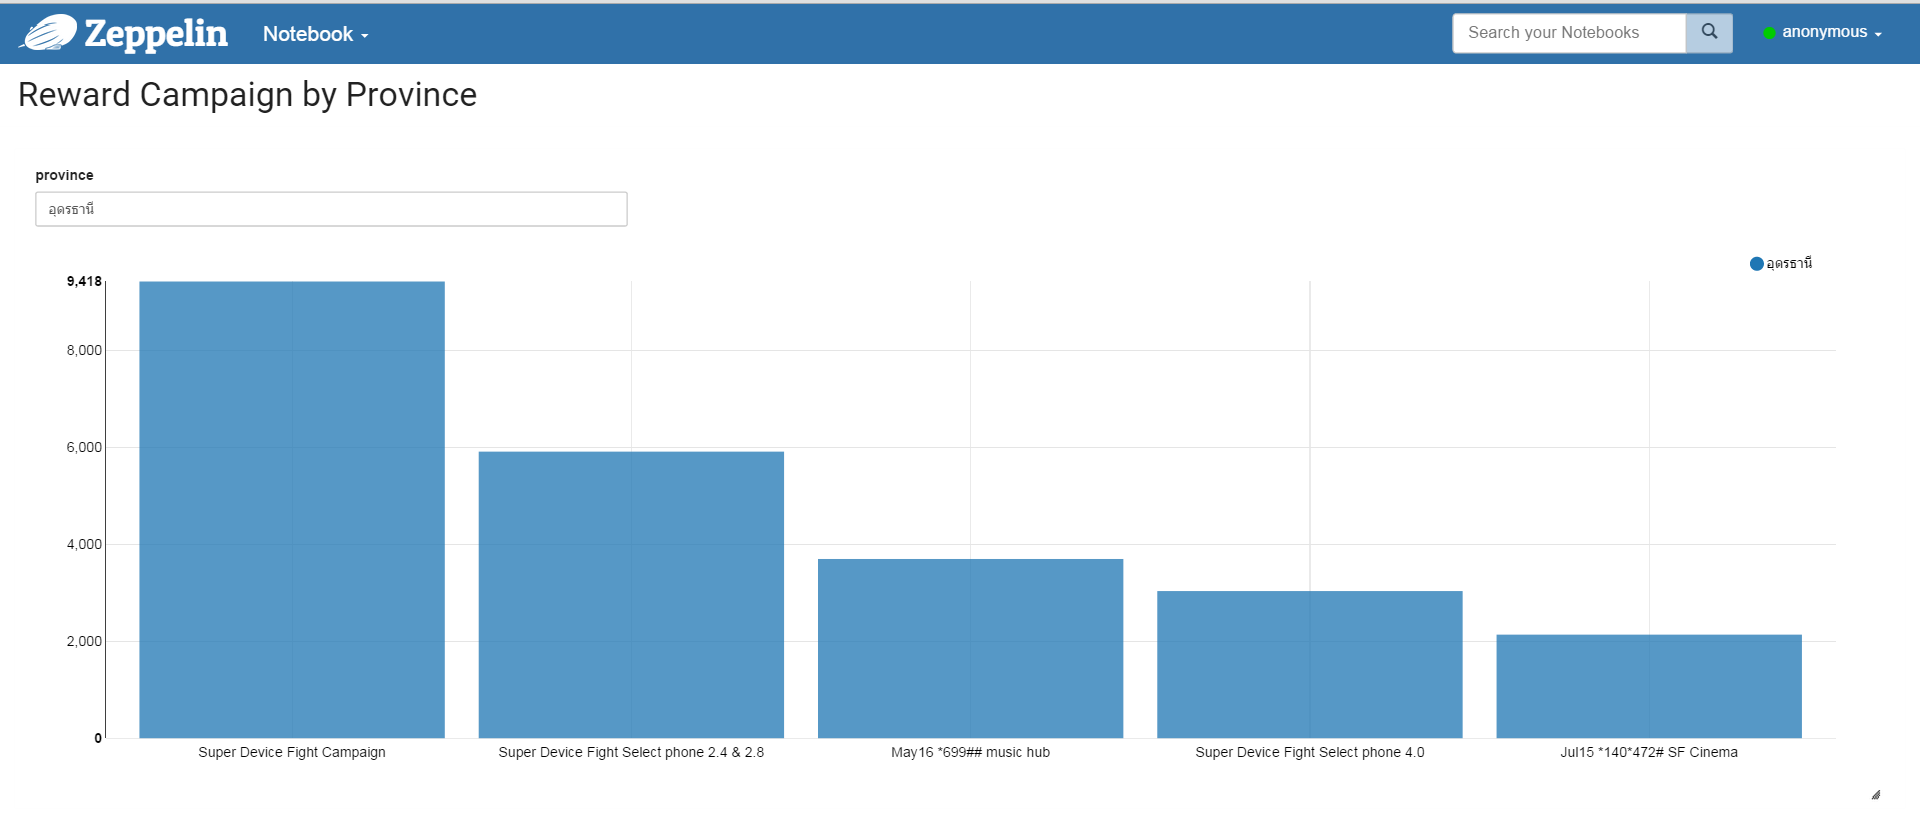 Zeppelin Notebook Search your Notebooks anonymous
Reward Campaign by Province
province
อุดรธานี
อุดรธานี
9,418
8,000
6,000
4,000
2,000
0
Super Device Fight Campaign Super Device Fight Select phone 2.4 & 2.8 May16 *699## music hub Super Device Fight Select phone 4.0 Jul15 *140*472# SF Cinema